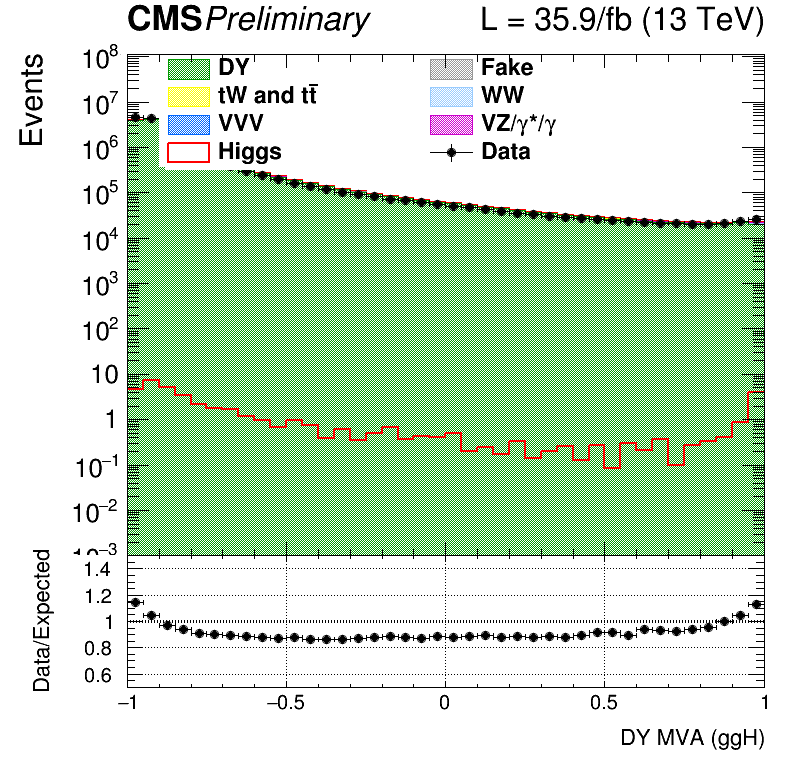 CMS Preliminary L = 35.9/fb (13 TeV)
Events
10⁸
10⁷
10⁶
10⁵
10⁴
10³
10²
10
1
10⁻¹
10⁻²
10⁻³
DY
Fake
tW and tt̅
WW
VVV
VZ/γ*/γ
Higgs
Data
Data/Expected
1.4
1.2
1
0.8
0.6
−1 −0.5 0 0.5 1
DY MVA (ggH)